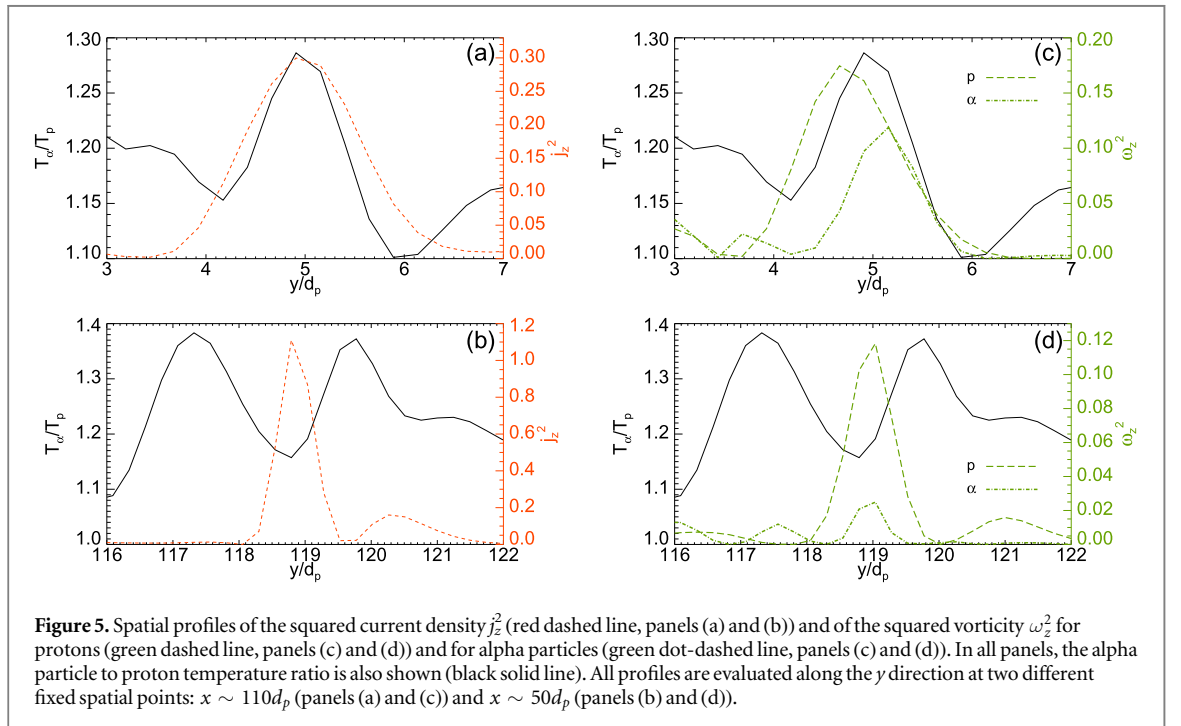 (a)
1.30
1.25
1.20
1.15
1.10
Tα/Tp
0.30
0.25
0.20
0.15
0.10
0.05
0.00
jz²
3 4 5 6 7
y/dp
(c)
p
α
1.30
1.25
1.20
1.15
1.10
Tα/Tp
0.20
0.15
0.10
0.05
0.00
ωz²
3 4 5 6 7
y/dp
(b)
1.4
1.3
1.2
1.1
1.0
Tα/Tp
1.2
1.0
0.8
0.6
0.4
0.2
0.0
jz²
116 117 118 119 120 121 122
y/dp
(d)
p
α
1.4
1.3
1.2
1.1
1.0
Tα/Tp
0.12
0.10
0.08
0.06
0.04
0.02
0.00
ωz²
116 117 118 119 120 121 122
y/dp
Figure 5. Spatial profiles of the squared current density jz² (red dashed line, panels (a) and (b)) and of the squared vorticity ωz² for
protons (green dashed line, panels (c) and (d)) and for alpha particles (green dot-dashed line, panels (c) and (d)). In all panels, the alpha
particle to proton temperature ratio is also shown (black solid line). All profiles are evaluated along the y direction at two different
fixed spatial points: x ∼ 110dp (panels (a) and (c)) and x ∼ 50dp (panels (b) and (d)).